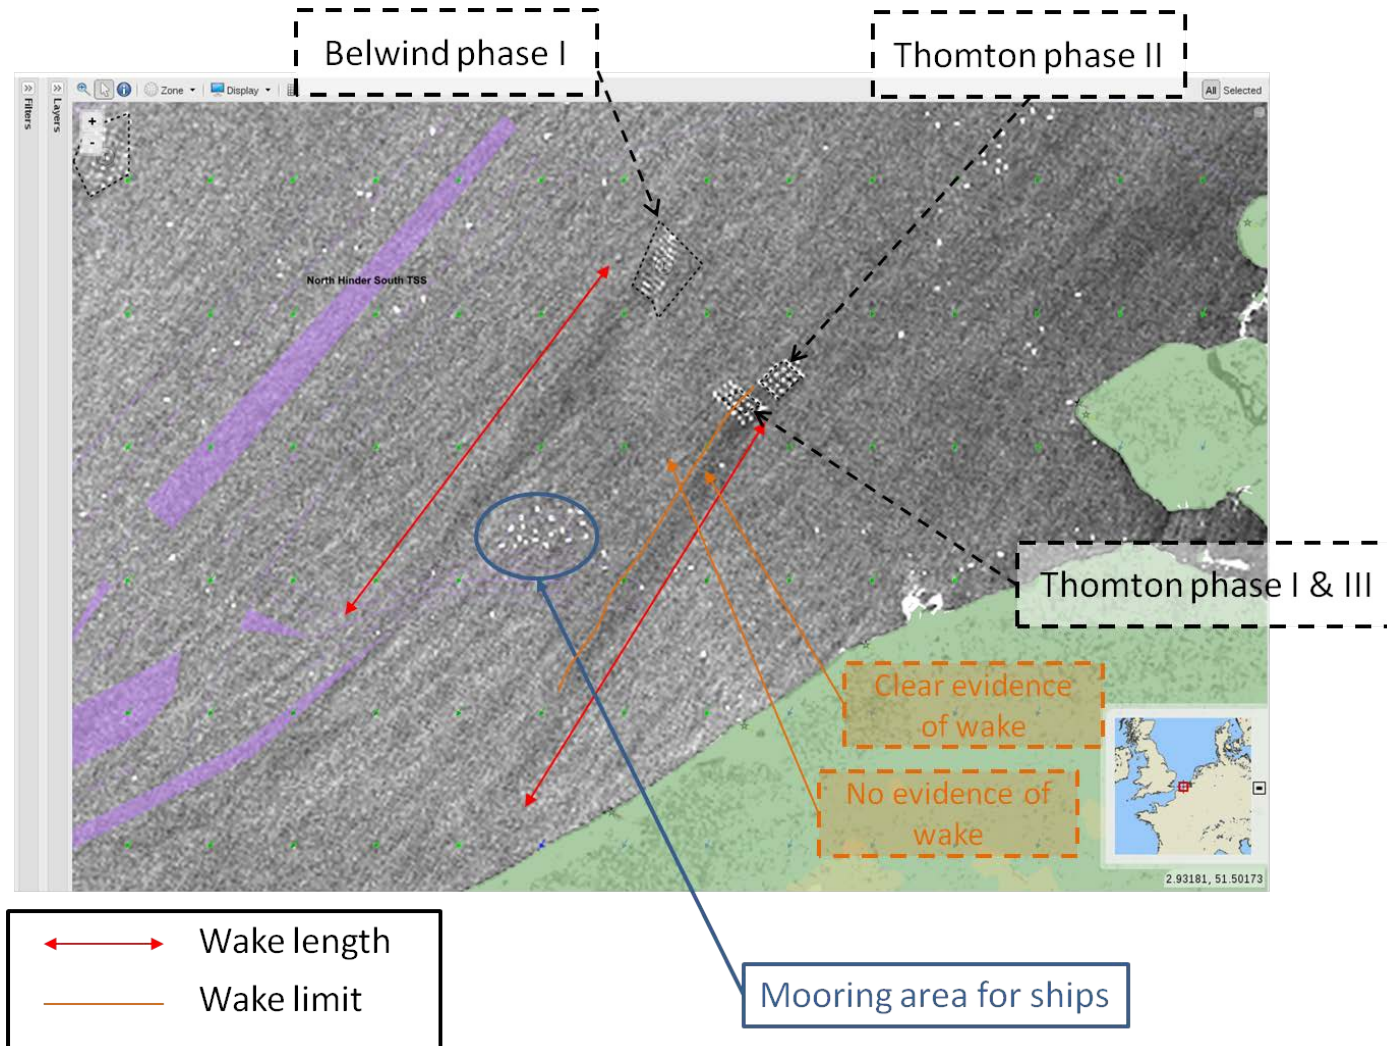 Belwind phase I
Thomton phase II
Filters
Layers
Zone
Display
All Selected
+
-
North Hinder South TSS
Thomton phase I & III
Clear evidence
of wake
No evidence of
wake
2.93181, 51.50173
Wake length
Wake limit
Mooring area for ships